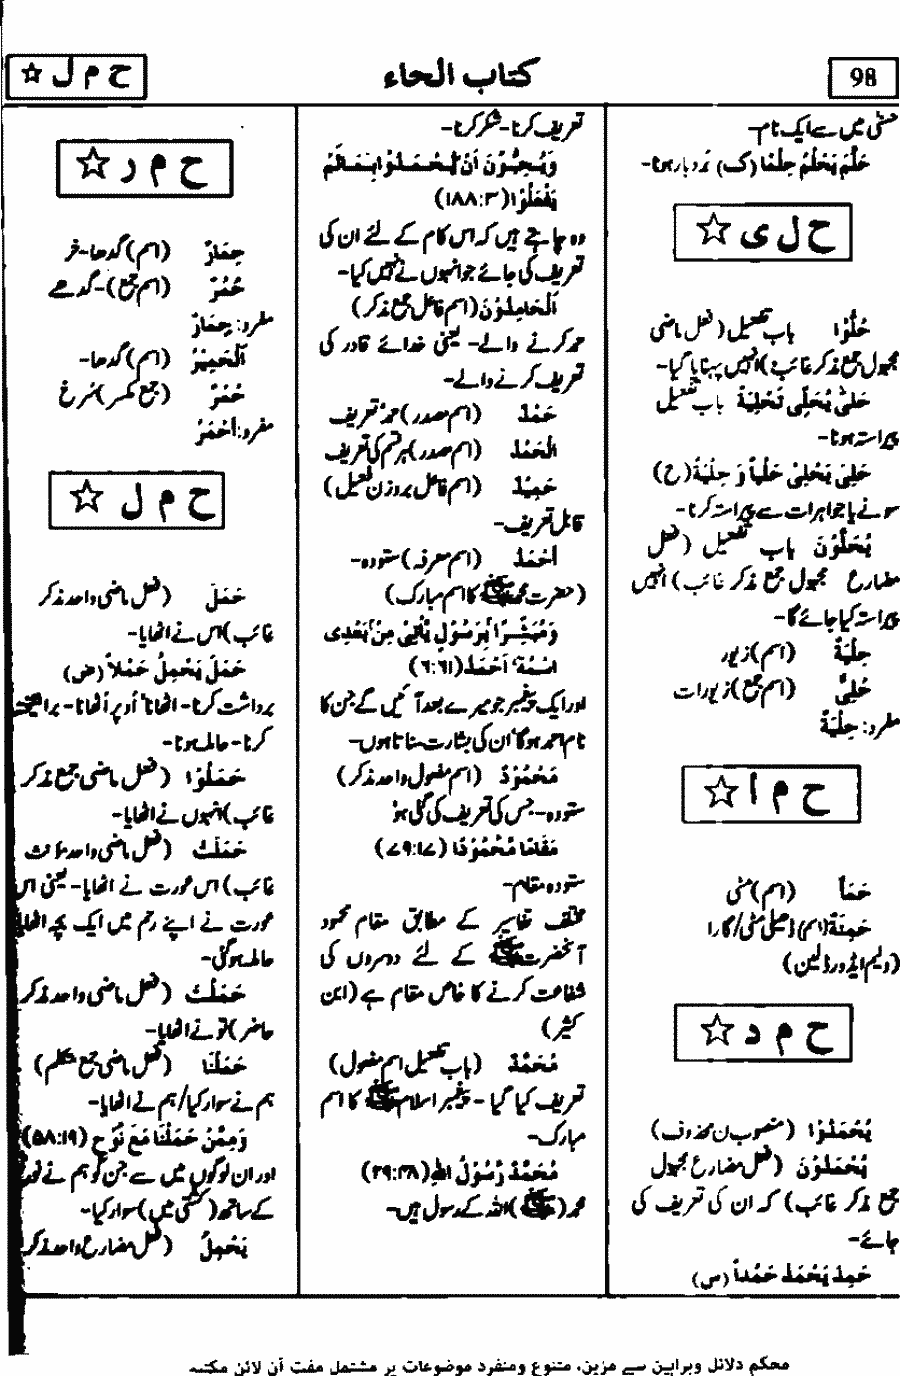 98
کتاب الحاء
ح م ل ☆
حسنٰی میں سے ایک نام۔
حَلُمَ يَحْلُمُ حِلْمًا (ک) بُردبار ہونا۔
ح ل ی ☆
حُلُّوْا باب تفعیل (فعل ماضی
مجہول جمع مذکر غائب) انہیں پہنایا گیا۔
حَلّٰى يُحَلِّى تَحْلِيَةً باب تفعیل
پیراستہ ہونا۔
حَلِىَ يَحْلِىْ حَلْياً وَ حِلْيَةً (ح)
سونے یا جواہرات سے پیراستہ کرنا۔
يُحَلَّوْنَ باب تفعیل (فعل
مضارع مجہول جمع مذکر غائب) انہیں
پیراستہ کیا جائے گا۔
حِلْيَةٌ (اسم) زیور
حُلِىٌّ (اسم جمع) زیورات
مفرد: حِلْيَةٌ
ح م ا ☆
حَمَأٌ (اسم) مٹی
حَمِئَةٌ (اسم) ڈھیلی مٹی/گارا
(ولیم ایڈورڈ لین)
ح م د ☆
يُحْمَدُوْا (منصوب ن محذوف)
يُحْمَدُوْنَ (فعل مضارع مجہول
جمع مذکر غائب) کہ ان کی تعریف کی
جائے۔
حَمِدَ يَحْمَدُ حَمْداً (س)
تعریف کرنا۔ شکر کرنا۔
وَيُحِبُّوْنَ اَنْ يُّحْمَدُوْا بِمَا لَمْ
يَفْعَلُوْا (۱۸۸:۳)
وہ چاہتے ہیں کہ اس کام کے لئے ان کی
تعریف کی جائے جو انہوں نے نہیں کیا۔
اَلْحَامِدُوْنَ (اسم فاعل جمع مذکر)
حمد کرنے والے۔ یعنی خدائے قادر کی
تعریف کرنے والے۔
حَمْدٌ (اسم مصدر) حمد، تعریف
اَلْحَمْدُ (اسم مصدر) ہر قسم کی تعریف
حَمِيْدٌ (اسم فاعل بروزن فعیل)
قابل تعریف۔
اَحْمَدُ (اسم معرفہ) ستودہ۔
(حضرت محمد ﷺ کا اسم مبارک)
وَمُبَشِّرًا بِرَسُوْلٍ يَّاْتِىْ مِنْ بَعْدِى
اسْمُهٗ اَحْمَدُ (۶:۶۱)
اور ایک پیغمبر جو میرے بعد آئیں گے جن کا
نام احمد ہوگا، ان کی بشارت سناتا ہوں۔
مَحْمُوْدٌ (اسم مفعول واحد مذکر)
ستودہ۔ جس کی تعریف کی گئی ہو۔
مَقَامًا مَّحْمُوْدًا (۷۹:۱۷)
ستودہ مقام۔
مختلف تفاسیر کے مطابق مقام محمود
آنحضرت ﷺ کے لئے دوسروں کی
شفاعت کرنے کا خاص مقام ہے (ابن
کثیر)
مُحَمَّدٌ (باب تفعیل اسم مفعول)
تعریف کیا گیا۔ پیغمبر اسلام ﷺ کا اسم
مبارک۔
مُحَمَّدٌ رَّسُوْلُ اللهِ (۲۹:۴۸)
محمد (ﷺ) اللہ کے رسول ہیں۔
ح م ر ☆
حِمَارٌ (اسم) گدھا۔ خر
حُمُرٌ (اسم جمع)۔ گدھے
مفرد: حِمَارٌ
اَلْحَمِيْرُ (اسم) گدھا۔
حُمْرٌ (جمع مکسر) سُرخ
مفرد: اَحْمَرُ
ح م ل ☆
حَمَلَ (فعل ماضی واحد مذکر
غائب) اس نے اٹھایا۔
حَمَلَ يَحْمِلُ حَمْلاً (ض)
برداشت کرنا۔ اٹھانا، اُوپر اُٹھانا۔ برانگیختہ
کرنا۔ حاملہ ہونا۔
حَمَلُوْا (فعل ماضی جمع مذکر
غائب) انہوں نے اٹھایا۔
حَمَلَتْ (فعل ماضی واحد مؤنث
غائب) اس عورت نے اٹھایا۔ یعنی اس
عورت نے اپنے رحم میں ایک بچہ اٹھایا
حاملہ ہوگئی۔
حَمَلْتَ (فعل ماضی واحد مذکر
حاضر) تو نے اٹھایا۔
حَمَلْنَا (فعل ماضی جمع متکلم)
ہم نے سوار کیا/ہم نے اٹھایا۔
وَمِمَّنْ حَمَلْنَا مَعَ نُوْحٍ (۵۸:۱۹)
اور ان لوگوں میں سے جن کو ہم نے نوح
کے ساتھ (کشتی میں) سوار کیا۔
يَحْمِلُ (فعل مضارع واحد مذکر
محکم دلائل وبراہین سے مزین، متنوع ومنفرد موضوعات پر مشتمل مفت آن لائن مکتبہ